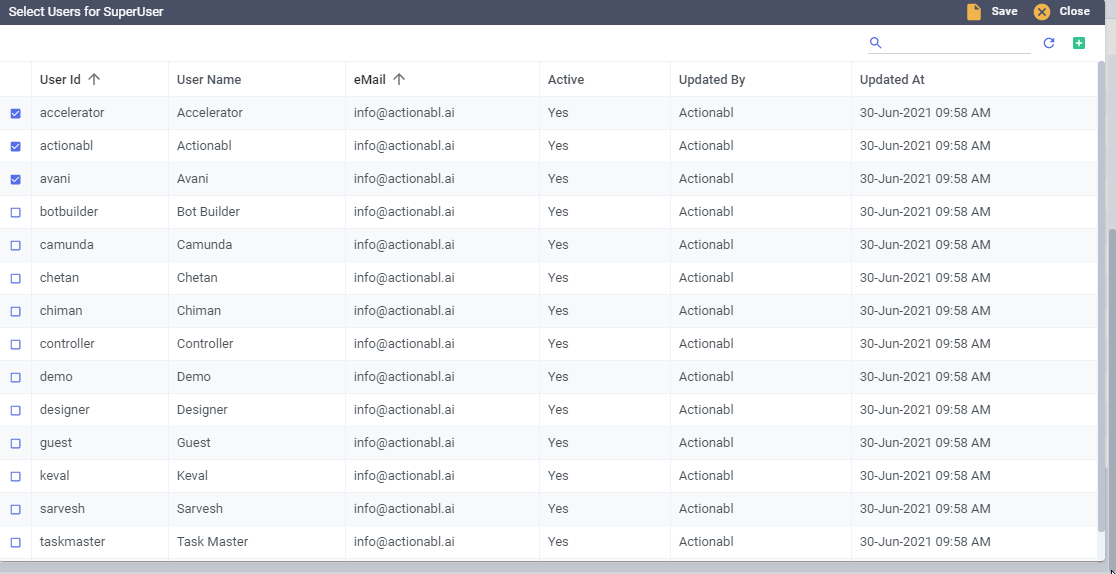 Select Users for SuperUser Save Close
User Id User Name eMail Active Updated By Updated At
accelerator Accelerator info@actionabl.ai Yes Actionabl 30-Jun-2021 09:58 AM
actionabl Actionabl info@actionabl.ai Yes Actionabl 30-Jun-2021 09:58 AM
avani Avani info@actionabl.ai Yes Actionabl 30-Jun-2021 09:58 AM
botbuilder Bot Builder info@actionabl.ai Yes Actionabl 30-Jun-2021 09:58 AM
camunda Camunda info@actionabl.ai Yes Actionabl 30-Jun-2021 09:58 AM
chetan Chetan info@actionabl.ai Yes Actionabl 30-Jun-2021 09:58 AM
chiman Chiman info@actionabl.ai Yes Actionabl 30-Jun-2021 09:58 AM
controller Controller info@actionabl.ai Yes Actionabl 30-Jun-2021 09:58 AM
demo Demo info@actionabl.ai Yes Actionabl 30-Jun-2021 09:58 AM
designer Designer info@actionabl.ai Yes Actionabl 30-Jun-2021 09:58 AM
guest Guest info@actionabl.ai Yes Actionabl 30-Jun-2021 09:58 AM
keval Keval info@actionabl.ai Yes Actionabl 30-Jun-2021 09:58 AM
sarvesh Sarvesh info@actionabl.ai Yes Actionabl 30-Jun-2021 09:58 AM
taskmaster Task Master info@actionabl.ai Yes Actionabl 30-Jun-2021 09:58 AM